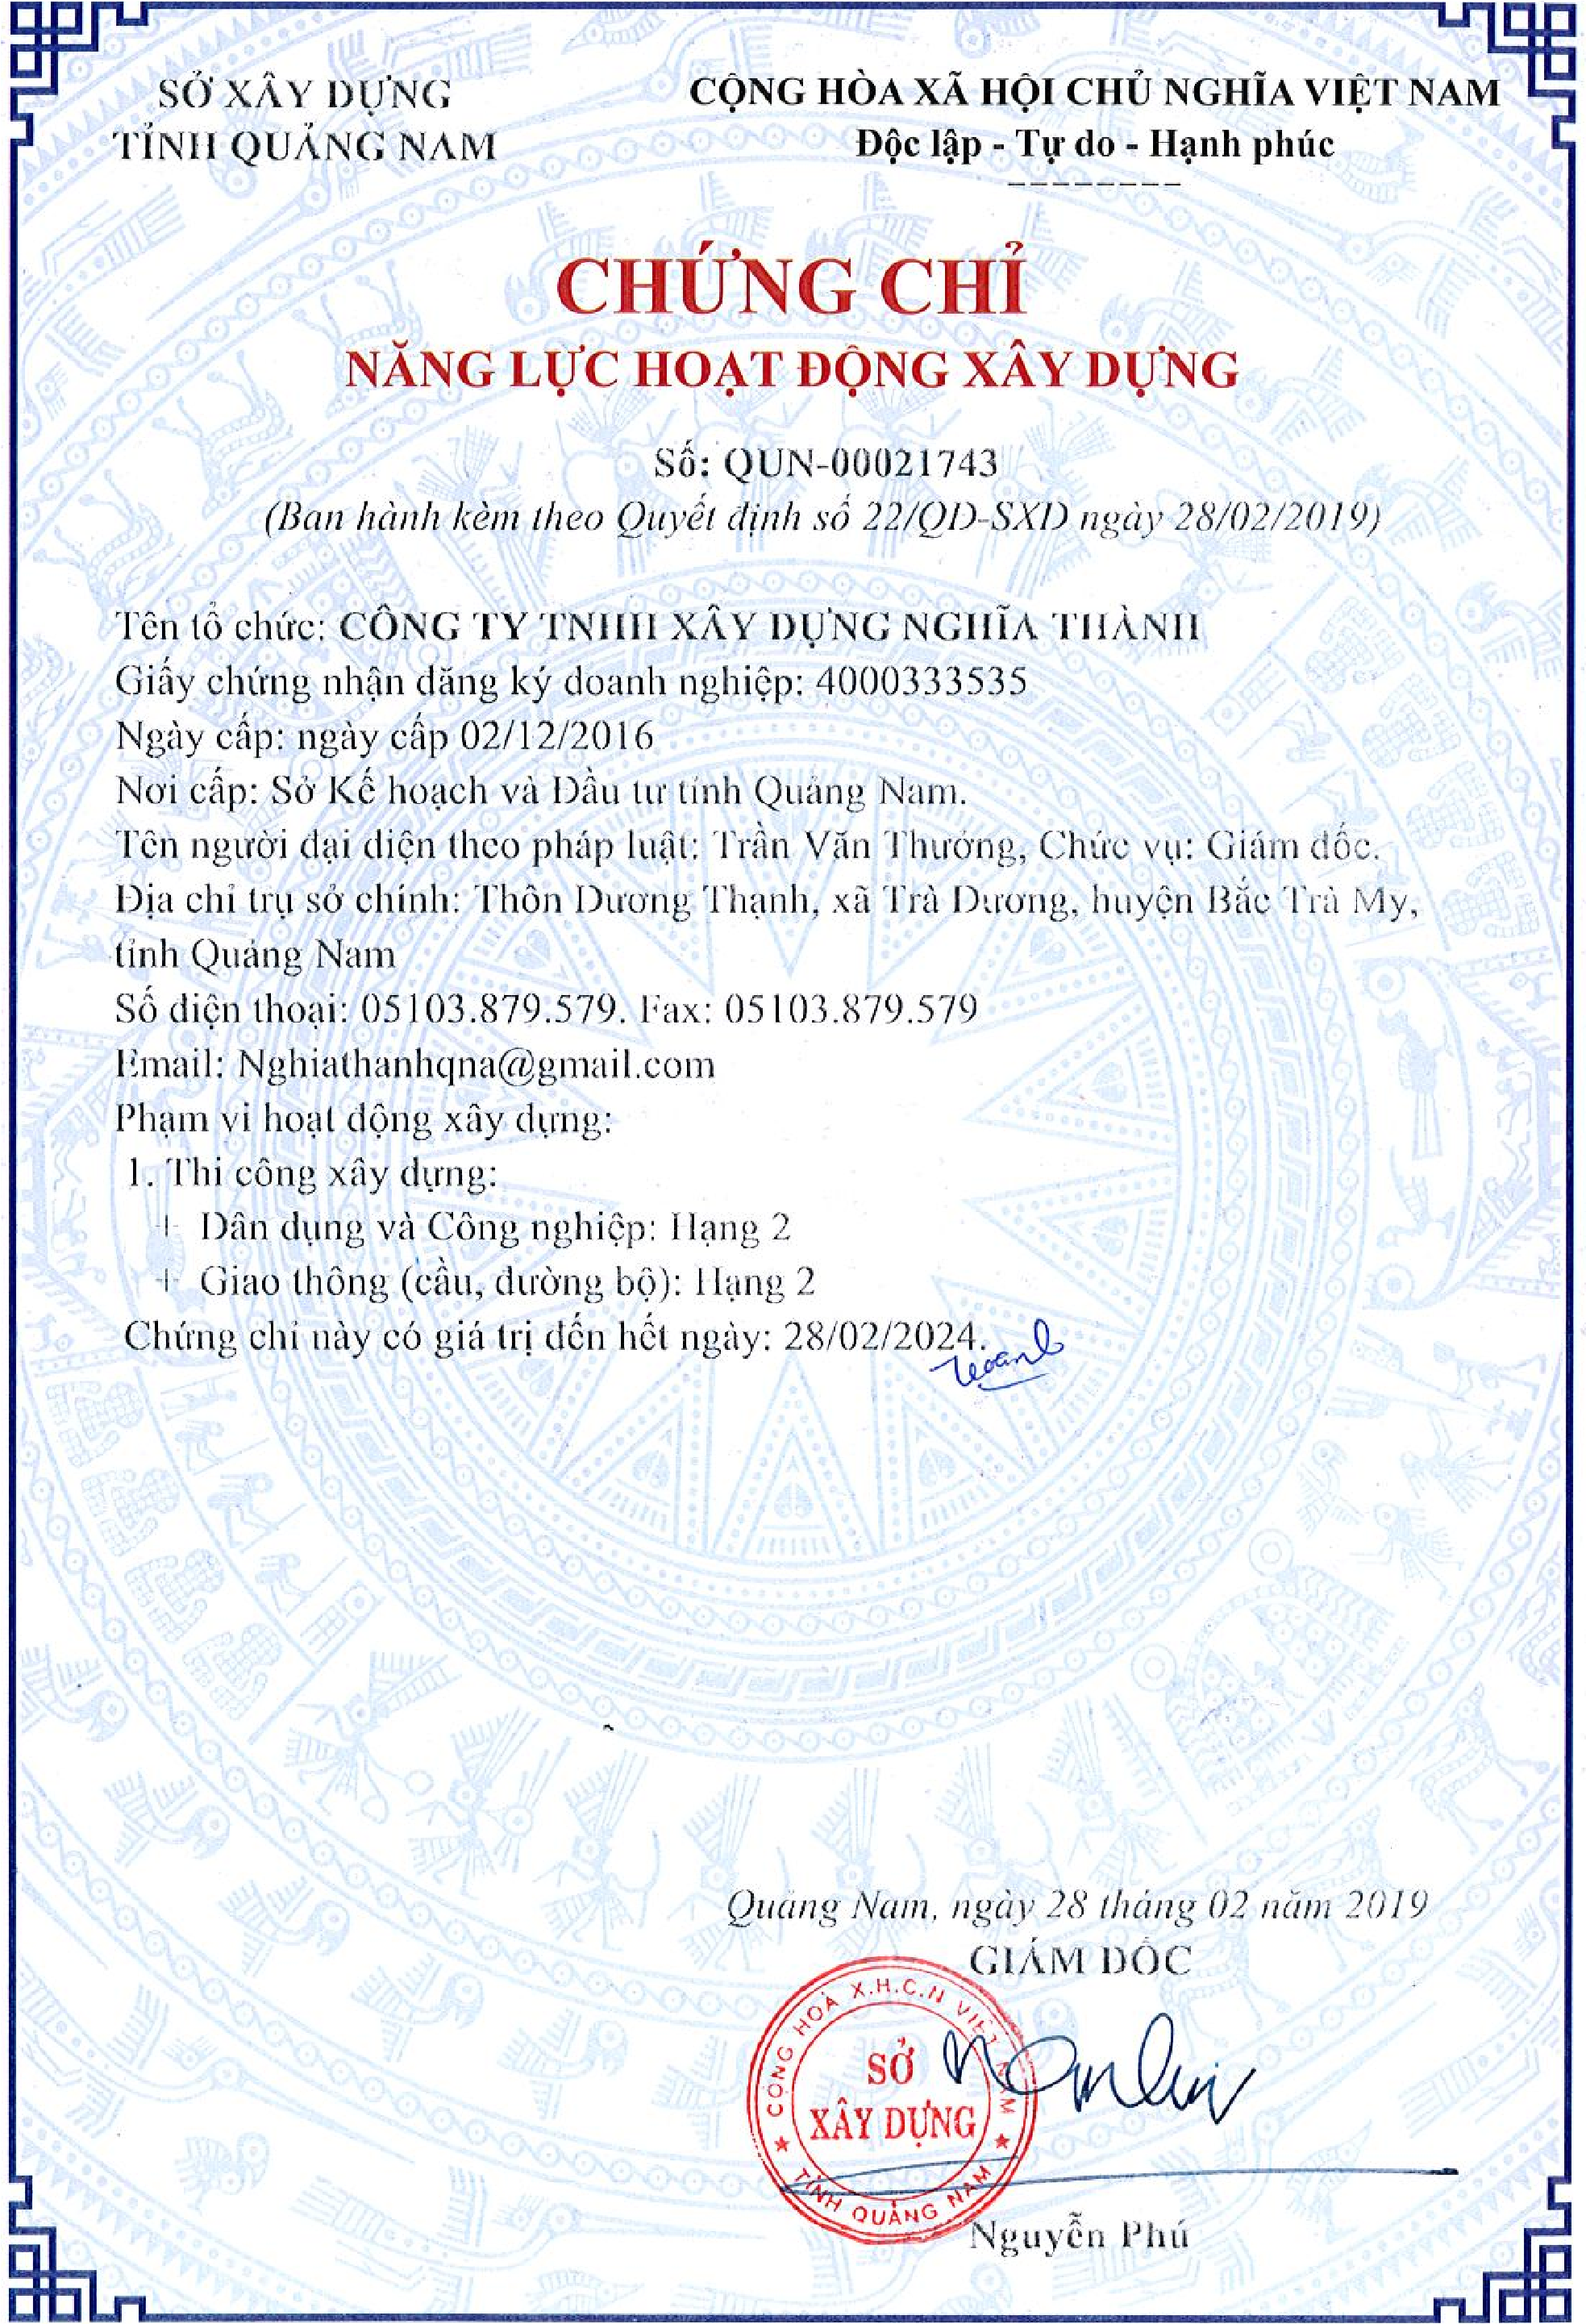 SỞ XÂY DỰNG
TỈNH QUẢNG NAM
CỘNG HÒA XÃ HỘI CHỦ NGHĨA VIỆT NAM
Độc lập - Tự do - Hạnh phúc
--------
CHỨNG CHỈ
NĂNG LỰC HOẠT ĐỘNG XÂY DỰNG
Số: QUN-00021743
(Ban hành kèm theo Quyết định số 22/QĐ-SXD ngày 28/02/2019)
Tên tổ chức: CÔNG TY TNHH XÂY DỰNG NGHĨA THÀNH
Giấy chứng nhận đăng ký doanh nghiệp: 4000333535
Ngày cấp: ngày cấp 02/12/2016
Nơi cấp: Sở Kế hoạch và Đầu tư tỉnh Quảng Nam.
Tên người đại diện theo pháp luật: Trần Văn Thưởng, Chức vụ: Giám đốc.
Địa chỉ trụ sở chính: Thôn Dương Thạnh, xã Trà Dương, huyện Bắc Trà My,
tỉnh Quảng Nam
Số điện thoại: 05103.879.579. Fax: 05103.879.579
Email: Nghiathanhqna@gmail.com
Phạm vi hoạt động xây dựng:
1. Thi công xây dựng:
+ Dân dụng và Công nghiệp: Hạng 2
+ Giao thông (cầu, đường bộ): Hạng 2
Chứng chỉ này có giá trị đến hết ngày: 28/02/2024.
Quảng Nam, ngày 28 tháng 02 năm 2019
GIÁM ĐỐC
CỘNG HOÀ X.H.C.N VIỆT NAM
SỞ
XÂY DỰNG
★ TỈNH QUẢNG NAM ★
Nguyễn Phú